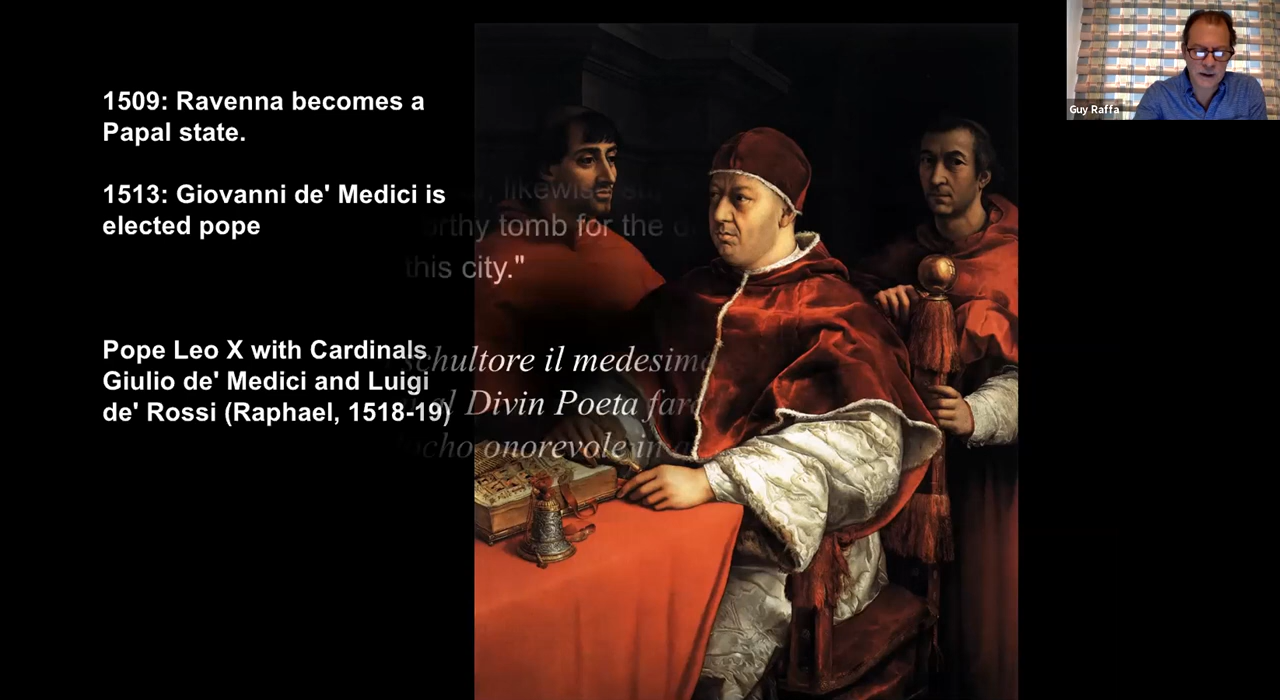 1509: Ravenna becomes a
Papal state.
1513: Giovanni de' Medici is
elected pope
Pope Leo X with Cardinals
Giulio de' Medici and Luigi
de' Rossi (Raphael, 1518-19)
likewise
tomb for the
this city."
il medesimo
al Divin Poeta
onorevole in
Guy Raffa